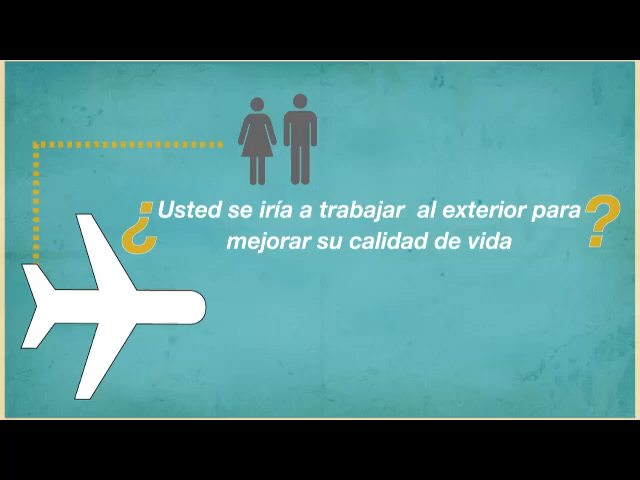 ¿Usted se iría a trabajar al exterior para?
mejorar su calidad de vida